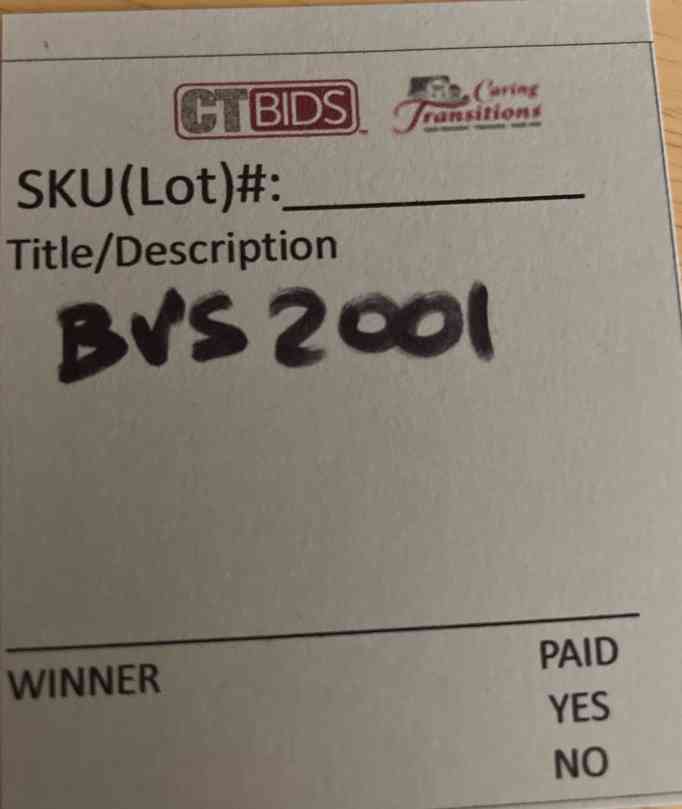 CTBIDS
Caring
Transitions
SKU(Lot)#:
Title/Description
BVS 2001
WINNER
PAID
YES
NO